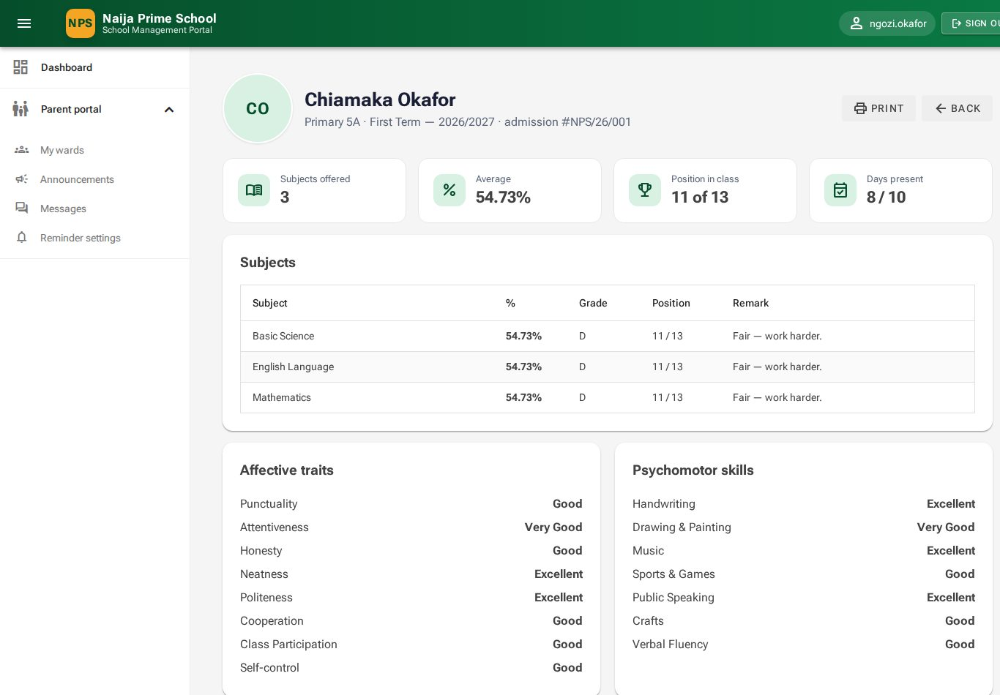 NPS
Naija Prime School
School Management Portal
ngozi.okafor
SIGN
Dashboard
Parent portal
My wards
Announcements
Messages
Reminder settings
CO
Chiamaka Okafor
Primary 5A · First Term — 2026/2027 · admission #NPS/26/001
PRINT
BACK
Subjects offered
3
Average
54.73%
Position in class
11 of 13
Days present
8 / 10
Subjects
Subject % Grade Position Remark
Basic Science 54.73% D 11 / 13 Fair — work harder.
English Language 54.73% D 11 / 13 Fair — work harder.
Mathematics 54.73% D 11 / 13 Fair — work harder.
Affective traits
Punctuality Good
Attentiveness Very Good
Honesty Good
Neatness Excellent
Politeness Excellent
Cooperation Good
Class Participation Good
Self-control Good
Psychomotor skills
Handwriting Excellent
Drawing & Painting Very Good
Music Excellent
Sports & Games Good
Public Speaking Excellent
Crafts Good
Verbal Fluency Good